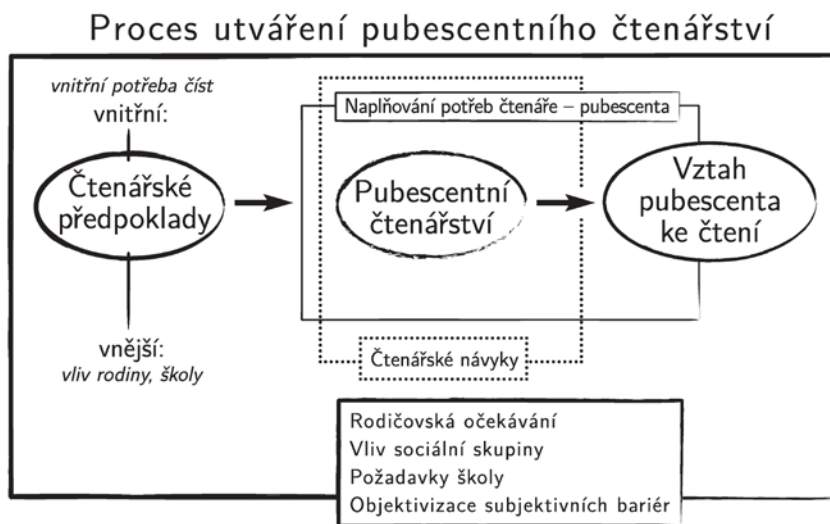 Proces utváření pubescentního čtenářství
vnitřní potřeba číst
vnitřní:
Čtenářské
předpoklady
vnější:
vliv rodiny, školy
Naplňování potřeb čtenáře – pubescenta
Pubescentní
čtenářství
Čtenářské návyky
Vztah
pubescenta
ke čtení
Rodičovská očekávání
Vliv sociální skupiny
Požadavky školy
Objektivizace subjektivních bariér